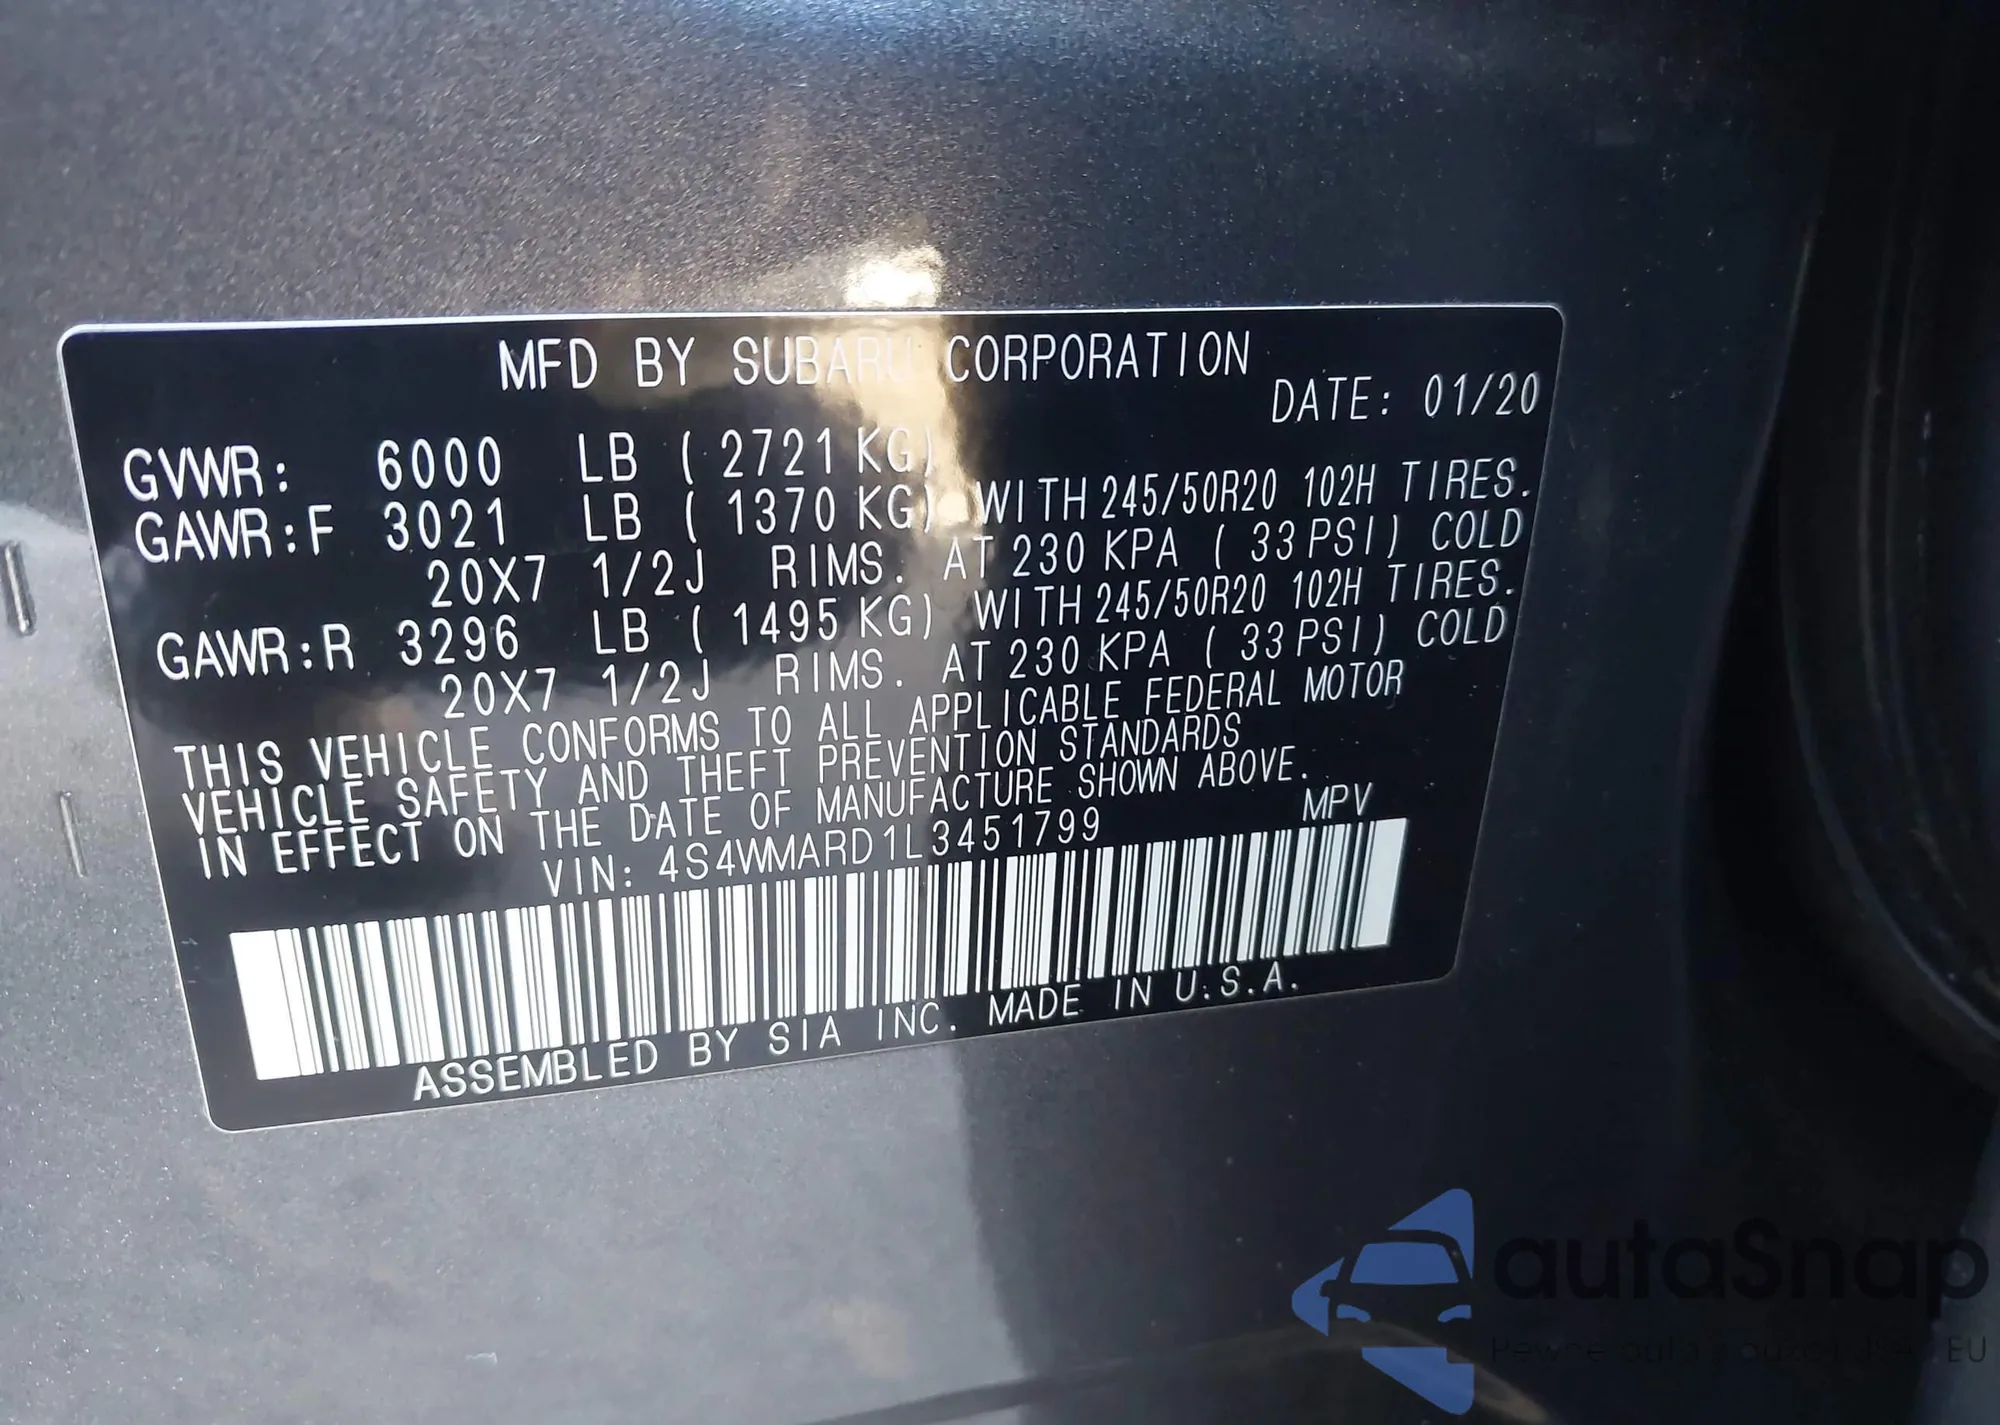 MFD BY SUBARU CORPORATION
DATE: 01/20
GVWR: 6000 LB ( 2721 KG)
GAWR:F 3021 LB ( 1370 KG) WITH 245/50R20 102H TIRES.
20X7 1/2J RIMS. AT 230 KPA ( 33 PSI) COLD
GAWR:R 3296 LB ( 1495 KG) WITH 245/50R20 102H TIRES.
20X7 1/2J RIMS. AT 230 KPA ( 33 PSI) COLD
THIS VEHICLE CONFORMS TO ALL APPLICABLE FEDERAL MOTOR
VEHICLE SAFETY AND THEFT PREVENTION STANDARDS
IN EFFECT ON THE DATE OF MANUFACTURE SHOWN ABOVE.
VIN: 4S4WMARD1L3451799 MPV
ASSEMBLED BY SIA INC. MADE IN U.S.A.
autaSnap
Pewne auta EU